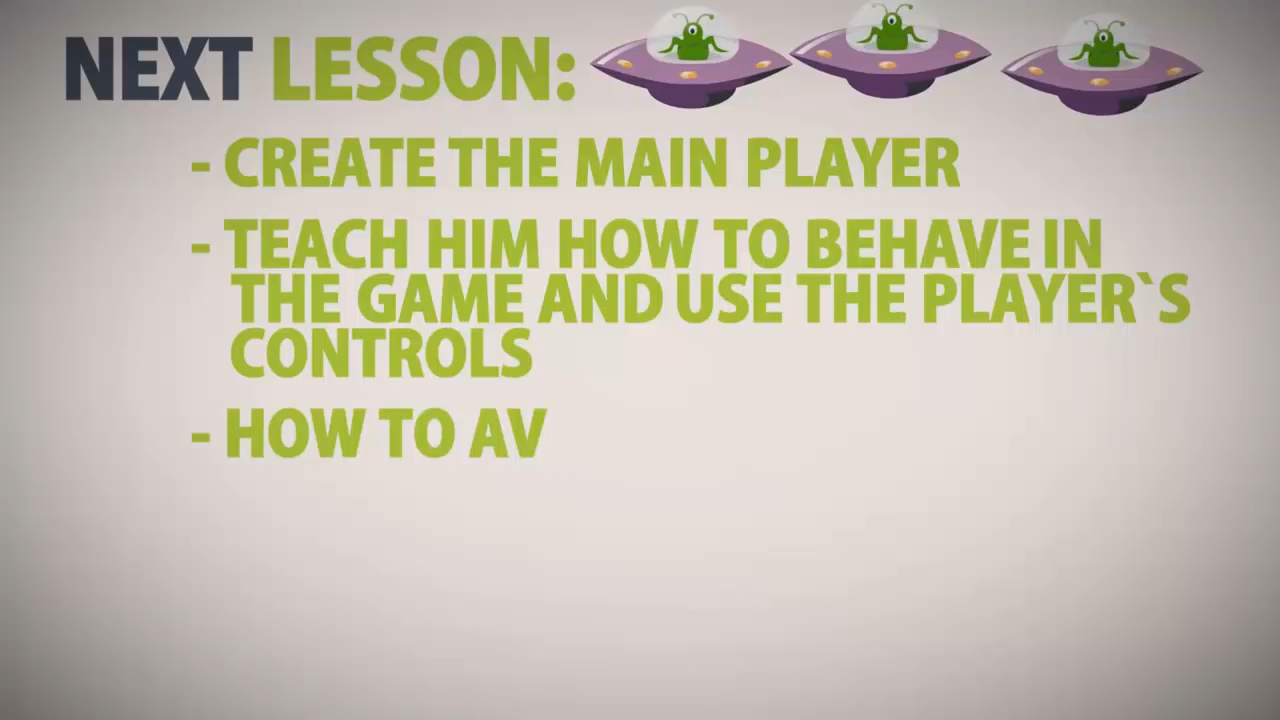 NEXT LESSON:
- CREATE THE MAIN PLAYER
- TEACH HIM HOW TO BEHAVE IN
THE GAME AND USE THE PLAYER`S
CONTROLS
- HOW TO AV